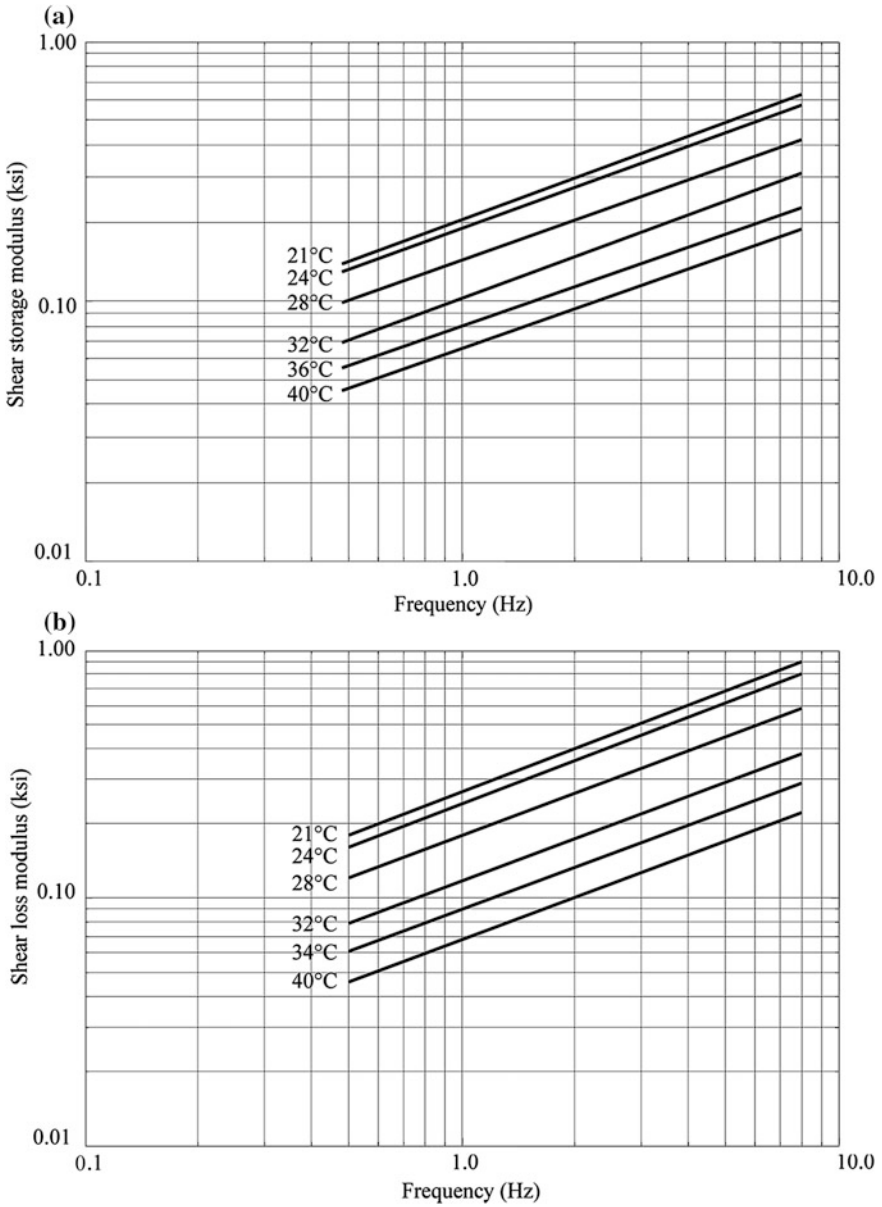 (a)
1.00
Shear storage modulus (ksi)
21°C
24°C
28°C
0.10
32°C
36°C
40°C
0.01
0.1
1.0
10.0
Frequency (Hz)
(b)
1.00
Shear loss modulus (ksi)
21°C
24°C
28°C
0.10
32°C
34°C
40°C
0.01
0.1
1.0
10.0
Frequency (Hz)